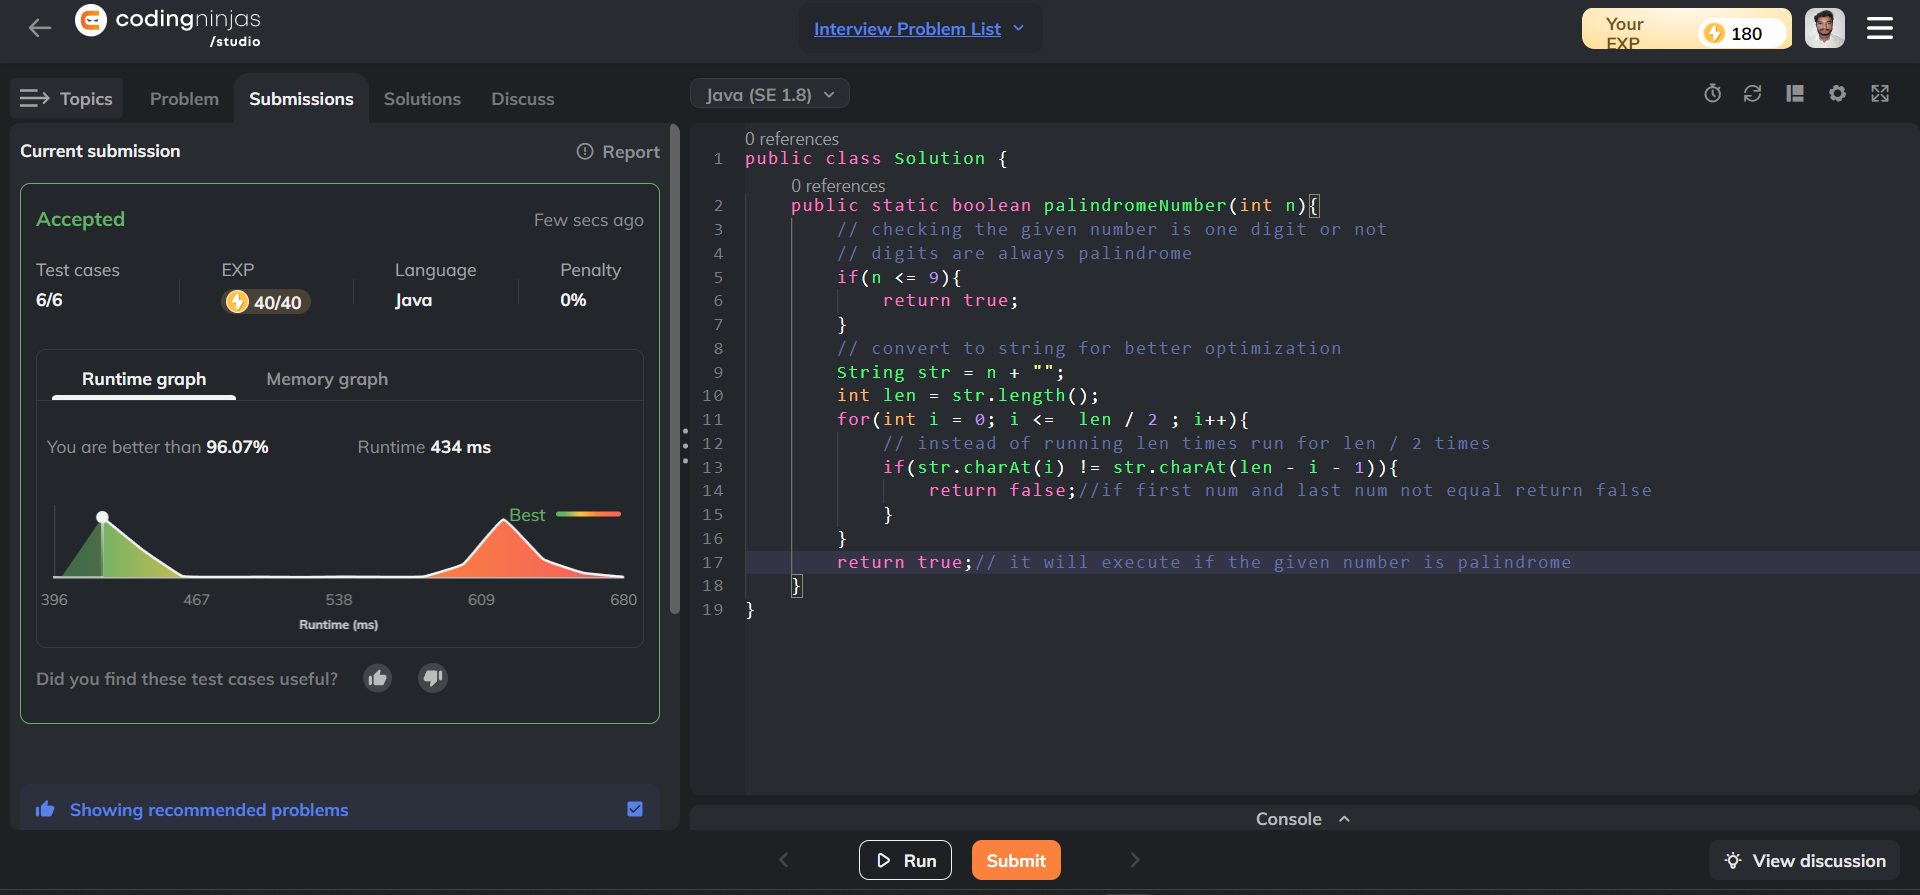 codingninjas
/studio
Interview Problem List
Your
EXP
180
Topics
Problem
Submissions
Solutions
Discuss
Java (SE 1.8)
Current submission
Report
Accepted
Few secs ago
Test cases
EXP
Language
Penalty
6/6
40/40
Java
0%
Runtime graph
Memory graph
You are better than 96.07%
Runtime 434 ms
Best
396
467
538
609
680
Runtime (ms)
Did you find these test cases useful?
Showing recommended problems
0 references
1 public class Solution {
0 references
2     public static boolean palindromeNumber(int n){
3         // checking the given number is one digit or not
4         // digits are always palindrome
5         if(n <= 9){
6             return true;
7         }
8         // convert to string for better optimization
9         String str = n + "";
10         int len = str.length();
11         for(int i = 0; i <=  len / 2 ; i++){
12             // instead of running len times run for len / 2 times
13             if(str.charAt(i) != str.charAt(len - i - 1)){
14                 return false;//if first num and last num not equal return false
15             }
16         }
17         return true;// it will execute if the given number is palindrome
18     }
19 }
Console
Run
Submit
View discussion